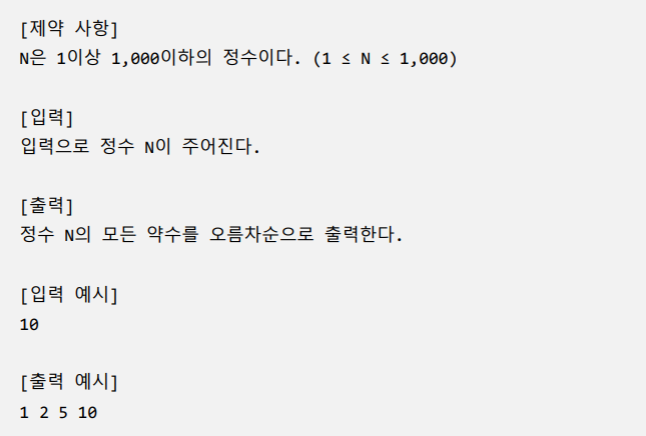 [제약 사항]
N은 1이상 1,000이하의 정수이다. (1 ≤ N ≤ 1,000)
[입력]
입력으로 정수 N이 주어진다.
[출력]
정수 N의 모든 약수를 오름차순으로 출력한다.
[입력 예시]
10
[출력 예시]
1 2 5 10